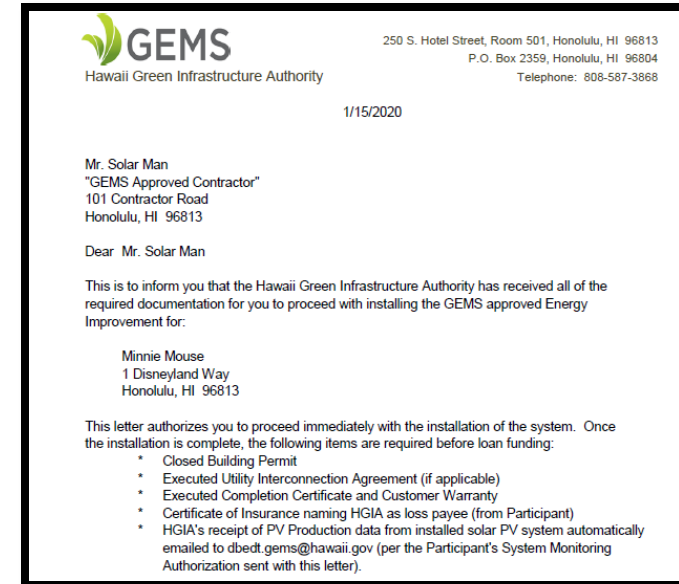 GEMS
Hawaii Green Infrastructure Authority
250 S. Hotel Street, Room 501, Honolulu, HI 96813
P.O. Box 2359, Honolulu, HI 96804
Telephone: 808-587-3868
1/15/2020
Mr. Solar Man
"GEMS Approved Contractor"
101 Contractor Road
Honolulu, HI 96813
Dear Mr. Solar Man
This is to inform you that the Hawaii Green Infrastructure Authority has received all of the
required documentation for you to proceed with installing the GEMS approved Energy
Improvement for:
Minnie Mouse
1 Disneyland Way
Honolulu, HI 96813
This letter authorizes you to proceed immediately with the installation of the system. Once
the installation is complete, the following items are required before loan funding:
* Closed Building Permit
* Executed Utility Interconnection Agreement (if applicable)
* Executed Completion Certificate and Customer Warranty
* Certificate of Insurance naming HGIA as loss payee (from Participant)
* HGIA's receipt of PV Production data from installed solar PV system automatically
emailed to dbedt.gems@hawaii.gov (per the Participant's System Monitoring
Authorization sent with this letter).